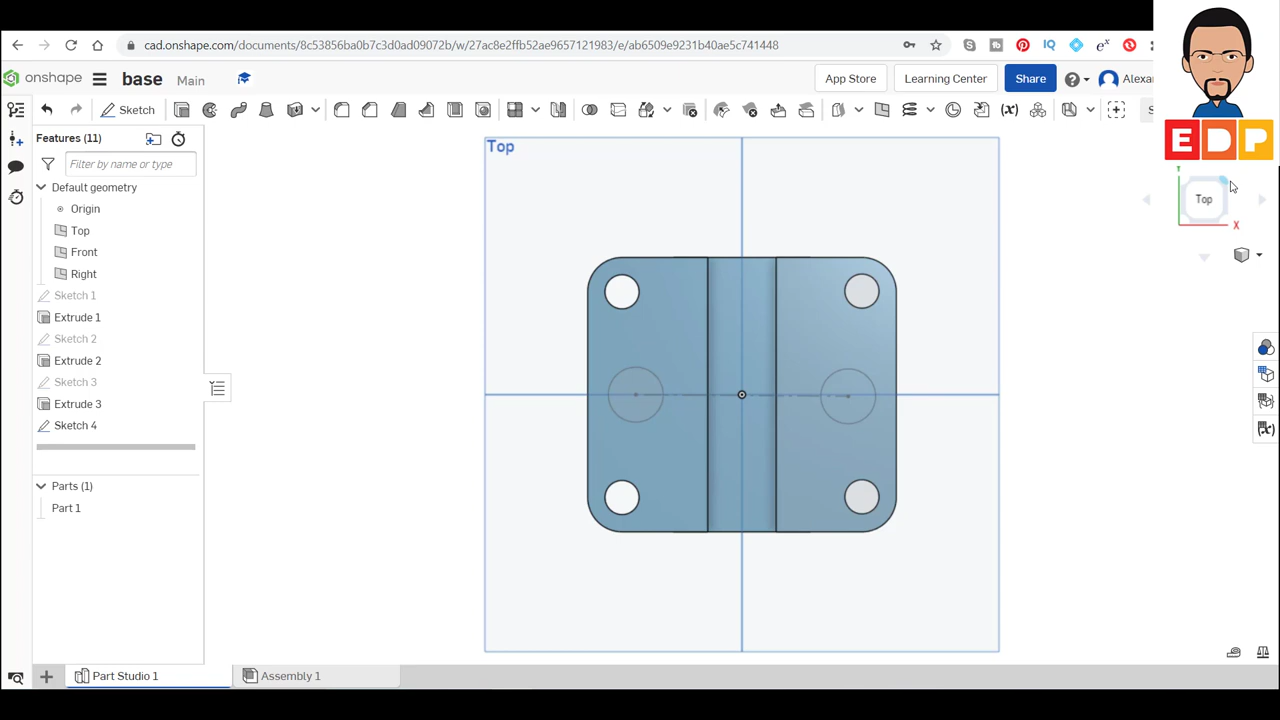 cad.onshape.com/documents/8c53856ba0b7c3d0ad09072b/w/27ac8e2ffb52ae9657121983/e/ab6509e9231b40ae5c741448
onshape
base
Main
App Store
Learning Center
Share
Alexa
Sketch
EDP
Features (11)
Filter by name or type
Default geometry
Origin
Top
Front
Right
Sketch 1
Extrude 1
Sketch 2
Extrude 2
Sketch 3
Extrude 3
Sketch 4
Parts (1)
Part 1
Top
Top
X
Part Studio 1
Assembly 1